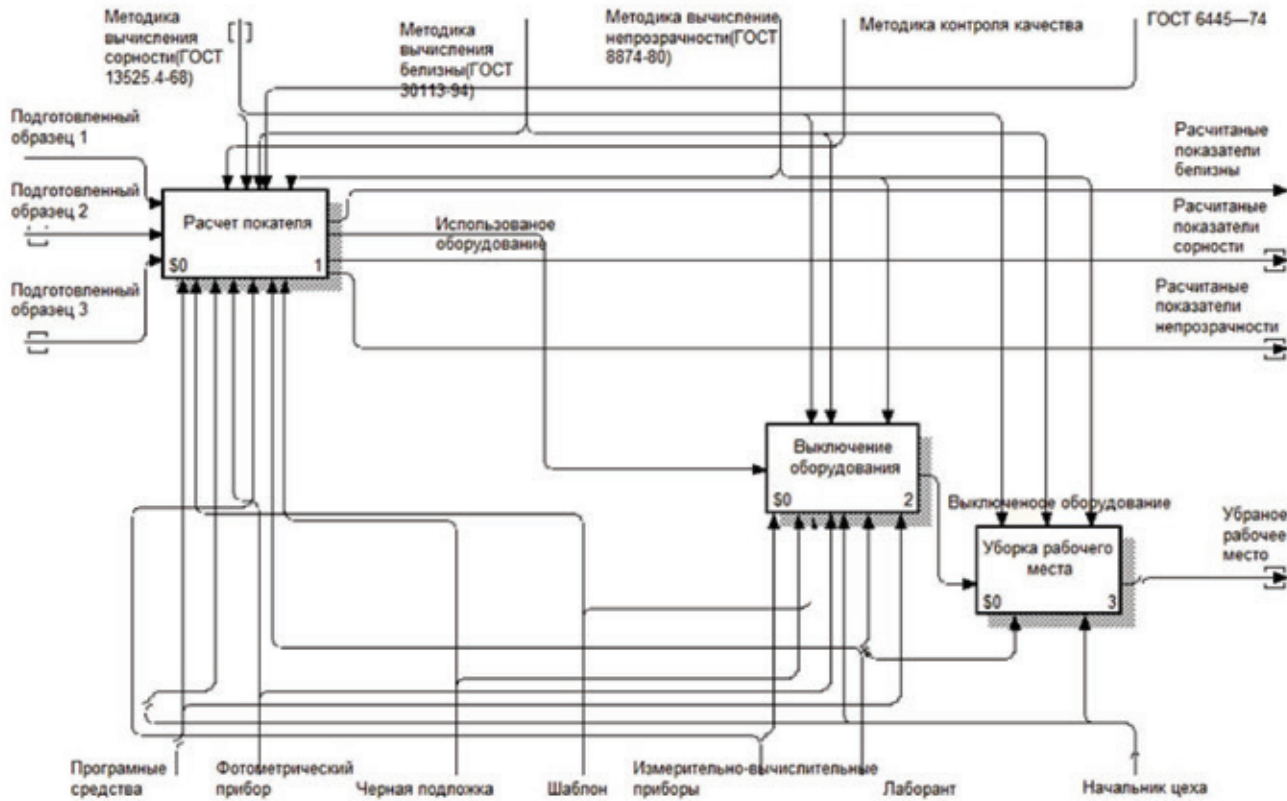 Методика
вычисления
сорности(ГОСТ
13525.4-68)
Методика
вычисления
белизны(ГОСТ
30113-94)
Методика вычисление
непрозрачности(ГОСТ
8874-80)
Методика контроля качества
ГОСТ 6445—74
Подготовленный
образец 1
Подготовленный
образец 2
Подготовленный
образец 3
Расчет покателя
$0
1
Использованое
оборудование
Расчитаные
показатели
белизны
Расчитаные
показатели
сорности
Расчитаные
показатели
непрозрачности
Выключение
оборудования
$0
2
Выключеное оборудование
Уборка рабочего
места
$0
3
Убраное
рабочее
место
Програмные
средства
Фотометрический
прибор
Черная подложка
Шаблон
Измерительно-вычислительные
приборы
Лаборант
Начальник цеха